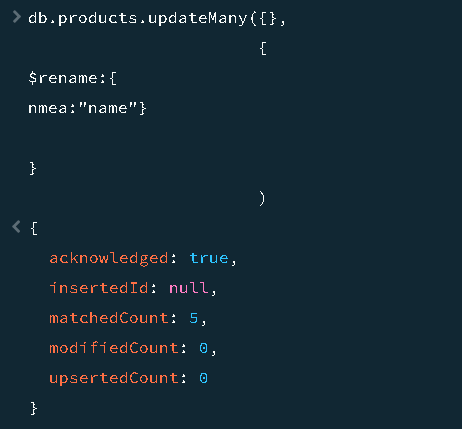 db.products.updateMany({},
{
$rename:{
nmea:"name"}
}
)
{
acknowledged: true,
insertedId: null,
matchedCount: 5,
modifiedCount: 0,
upsertedCount: 0
}